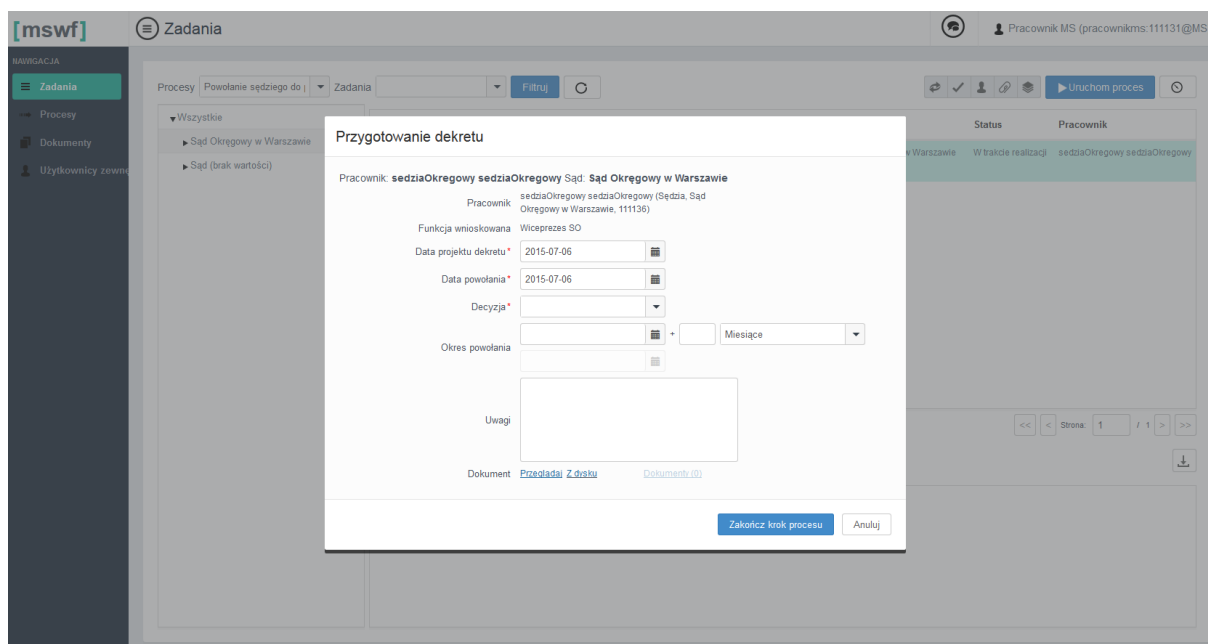 [mswf]
Zadania
Pracownik MS (pracownikms:111131@MS
NAWIGACJA
Zadania
Procesy
Dokumenty
Użytkownicy zewnę
Procesy Powołanie sędziego do Zadania Filtruj Uruchom proces
Wszystkie
Sąd Okręgowy w Warszawie
Sąd (brak wartości)
Status Pracownik
w Warszawie W trakcie realizacji sedziaOkregowy sedziaOkregowy
Przygotowanie dekretu
Pracownik: sedziaOkregowy sedziaOkregowy Sąd: Sąd Okręgowy w Warszawie
Pracownik sedziaOkregowy sedziaOkregowy (Sędzia, Sąd
Okręgowy w Warszawie, 111136)
Funkcja wnioskowana Wiceprezes SO
Data projektu dekretu* 2015-07-06
Data powołania* 2015-07-06
Decyzja*
+ Miesiące
Okres powołania
Uwagi
Dokument Przeglądaj Z dysku Dokumenty (0)
Zakończ krok procesu Anuluj
<< < Strona: 1 / 1 > >>